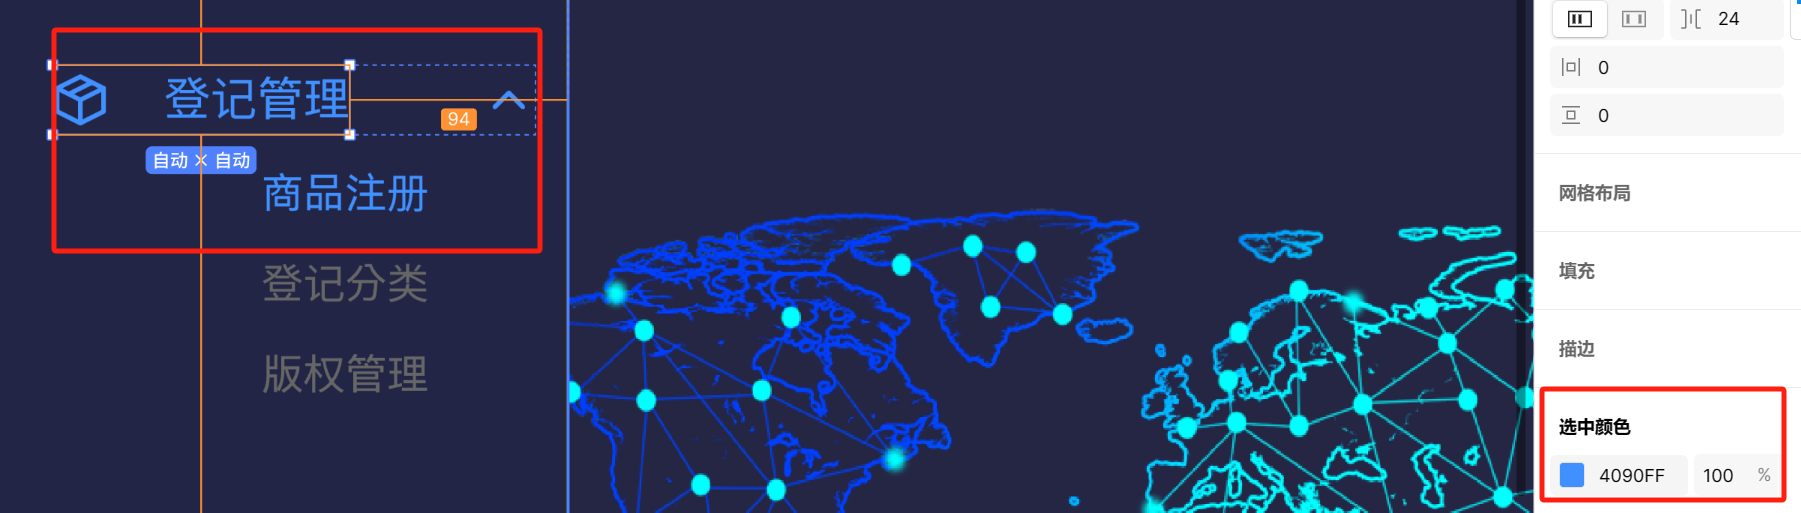 登记管理
94
自动 × 自动
商品注册
登记分类
版权管理
24
0
0
网格布局
填充
描边
选中颜色
4090FF 100 %